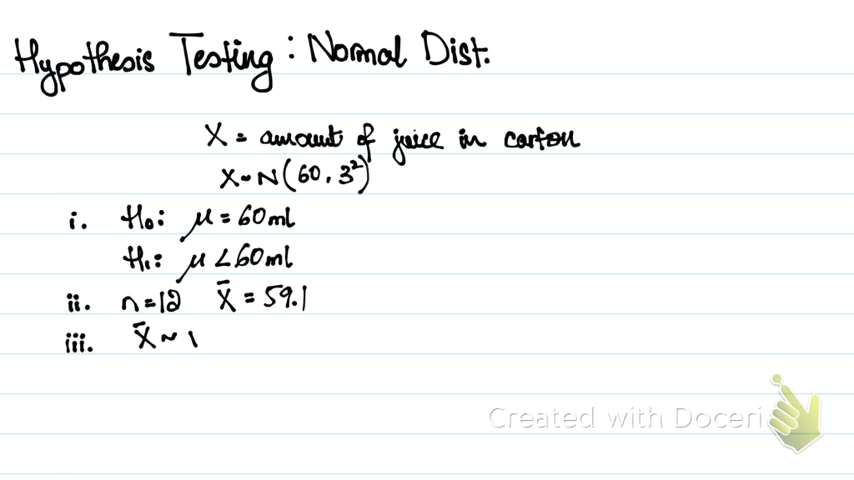 Hypothesis Testing: Normal Dist.
X = amount of juice in carton
X~N(60, 3²)
i. H₀: μ = 60ml
H₁: μ < 60ml
ii. n=12 X̄ = 59.1
iii. X̄ ~
Created with Doceri